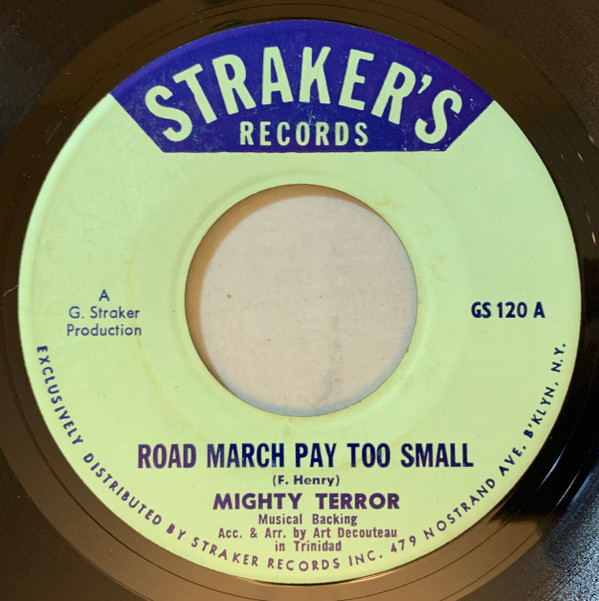 STRAKER'S
RECORDS
A
G. Straker
Production
GS 120 A
ROAD MARCH PAY TOO SMALL
(F. Henry)
MIGHTY TERROR
Musical Backing
Acc. & Arr. by Art Decouteau
in Trinidad
EXCLUSIVELY DISTRIBUTED BY STRAKER RECORDS INC. 479 NOSTRAND AVE. B'KLYN, N.Y.